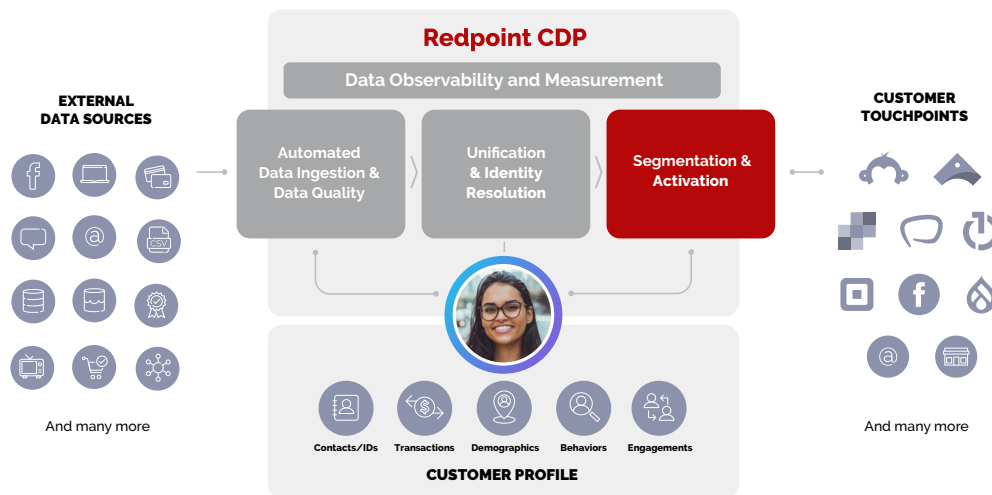 Redpoint CDP
Data Observability and Measurement
EXTERNAL
DATA SOURCES
CSV
And many more
Automated
Data Ingestion &
Data Quality
Unification
& Identity
Resolution
Segmentation &
Activation
CUSTOMER
TOUCHPOINTS
And many more
Contacts/IDs
Transactions
Demographics
Behaviors
Engagements
CUSTOMER PROFILE